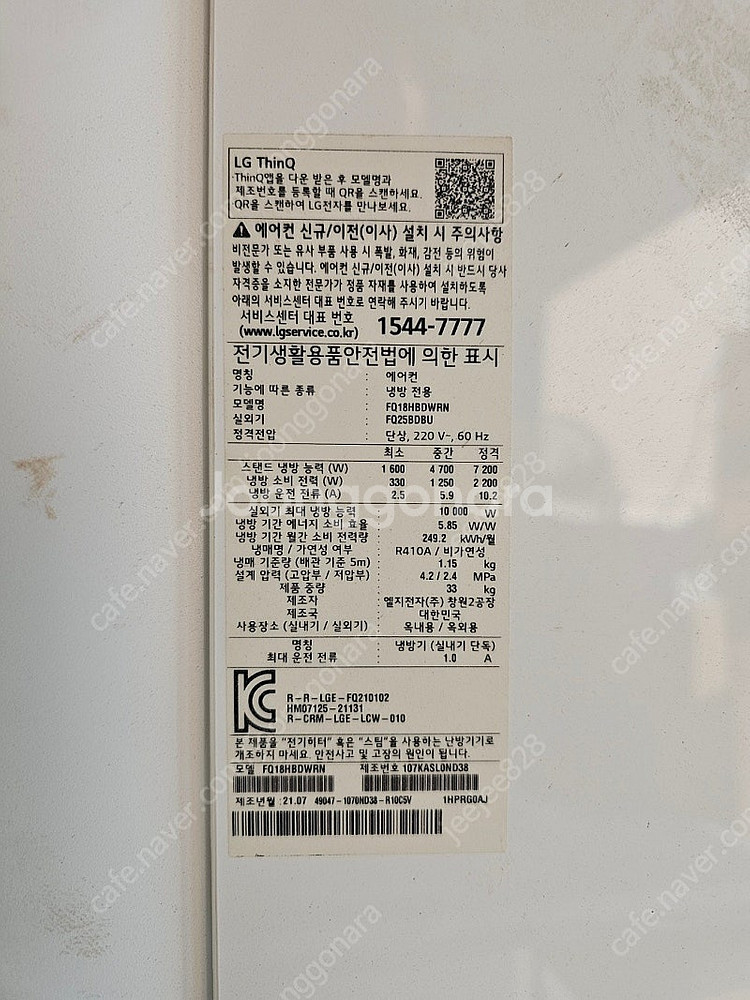 LG ThinQ
ThinQ앱을 다운 받은 후 모델명과
제조번호를 등록할 때 QR을 스캔하세요.
QR을 스캔하여 LG전자를 만나보세요.
에어컨 신규/이전(이사) 설치 시 주의사항
비전문가 또는 유사 부품 사용 시 폭발, 화재, 감전 등의 위험이
발생할 수 있습니다. 에어컨 신규/이전(이사) 설치 시 반드시 당사
자격증을 소지한 전문가가 정품 자재를 사용하여 설치하도록
아래의 서비스센터 대표 번호로 연락해 주시기 바랍니다.
서비스센터 대표 번호
(www.lgservice.co.kr) 1544-7777
전기생활용품안전법에 의한 표시
명칭 : 에어컨
기능에 따른 종류 : 냉방 전용
모델명 : FQ18HBDWRN
실외기 : FQ25BDBU
정격전압 : 단상, 220 V~, 60 Hz
최소 중간 정격
스탠드 냉방 능력 (W) 1 600 4 700 7 200
냉방 소비 전력 (W) 330 1 250 2 200
냉방 운전 전류 (A) 2.5 5.9 10.2
실외기 최대 냉방 능력 : 10 000 W
냉방 기간 에너지 소비 효율 : 5.85 W/W
냉방 기간 월간 소비 전력량 : 249.2 kWh/월
냉매명 / 가연성 여부 : R410A / 비가연성
냉매 기준량 (배관 기준 5m) : 1.15 kg
설계 압력 (고압부 / 저압부) : 4.2 / 2.4 MPa
제품 중량 : 33 kg
제조자 : 엘지전자(주) 창원2공장
제조국 : 대한민국
사용장소 (실내기 / 실외기) : 옥내용 / 옥외용
명칭 : 냉방기 (실내기 단독)
최대 운전 전류 : 1.0 A
R-R-LGE-FQ210102
HM07125-21131
R-CRM-LGE-LCW-010
본 제품을 "전기히터" 혹은 "스팀"을 사용하는 난방기기로
개조하지 마세요. 안전사고 및 고장의 원인이 됩니다.
모델 FQ18HBDWRN 제조번호 107KASL0ND38
제조년월 : 21.07 49047-1070ND38-R10C5V 1HPRG0AJ
joonggonara
cafe.naver.com
jeejee828